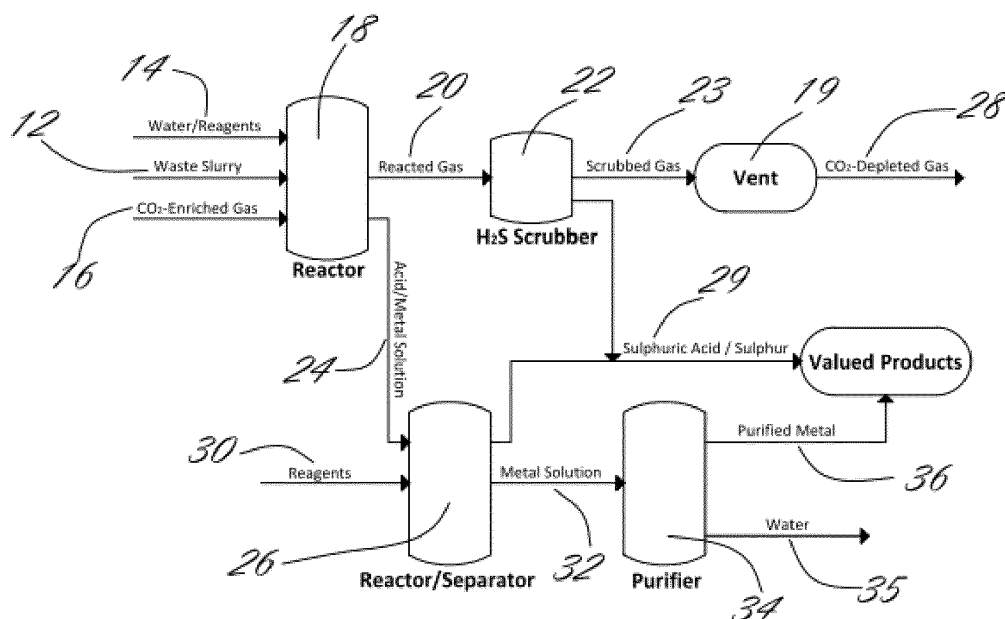 18
14
20
22
23
19
28
Water/Reagents
12
Waste Slurry
Reacted Gas
Scrubbed Gas
Vent
CO2-Depleted Gas
CO2-Enriched Gas
H2S Scrubber
16
Reactor
29
Acid/Metal Solution
24
Sulphuric Acid / Sulphur
Valued Products
30
Reagents
Metal Solution
Purified Metal
36
Water
26
Reactor/Separator
32
Purifier
34
35